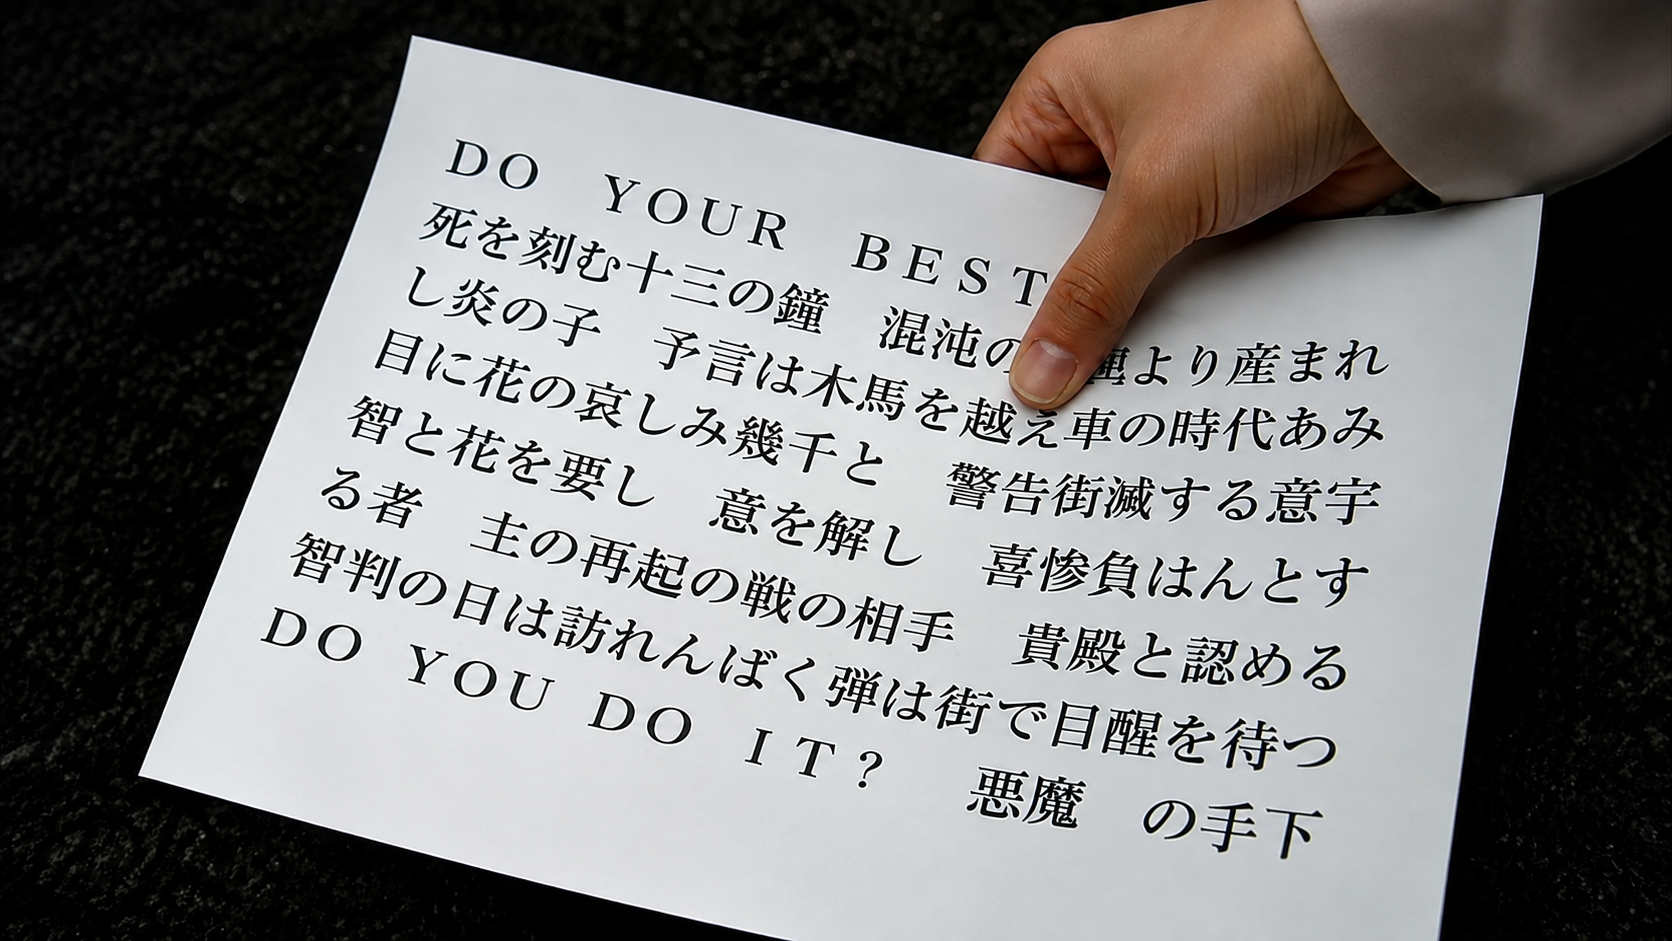 DO YOUR BEST
死を刻む十三の鐘　混沌の より産まれ
し炎の子　予言は木馬を越え車の時代あみ
目に花の哀しみ幾千と　警告街滅する意宇
智と花を要し　意を解し　喜惨負はんとす
る者　主の再起の戦の相手　貴殿と認める
智判の日は訪れんばく弾は街で目醒を待つ
DO YOU DO IT?　悪魔　の手下